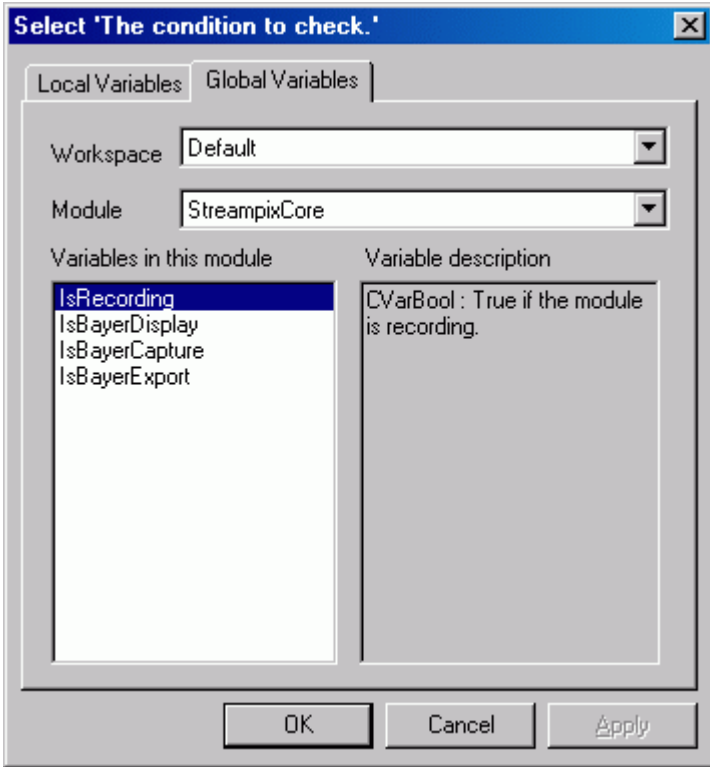 Select 'The condition to check.'
Local Variables
Global Variables
Workspace
Default
Module
StreampixCore
Variables in this module
Variable description
IsRecording
IsBayerDisplay
IsBayerCapture
IsBayerExport
CVarBool : True if the module
is recording.
OK
Cancel
Apply